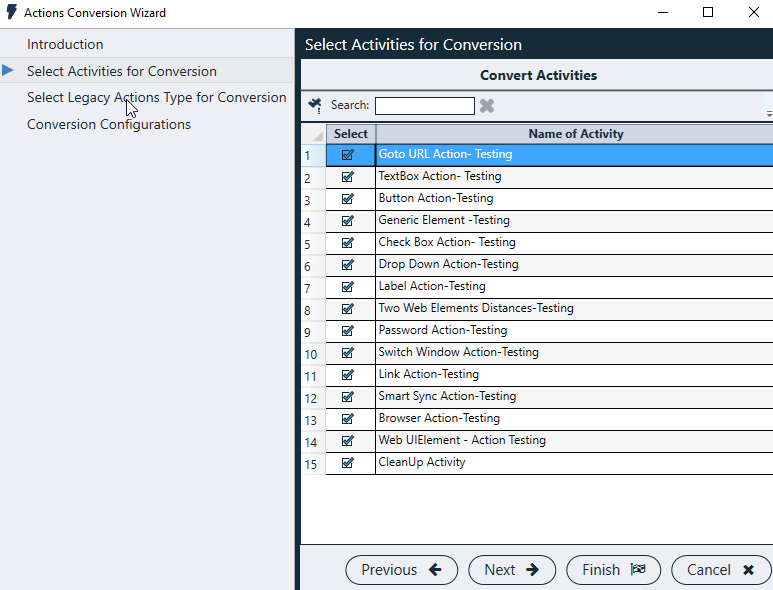 Actions Conversion Wizard
Introduction
Select Activities for Conversion
Select Legacy Actions Type for Conversion
Conversion Configurations
Select Activities for Conversion
Convert Activities
Search:
Select Name of Activity
1 Goto URL Action- Testing
2 TextBox Action- Testing
3 Button Action-Testing
4 Generic Element -Testing
5 Check Box Action- Testing
6 Drop Down Action-Testing
7 Label Action-Testing
8 Two Web Elements Distances-Testing
9 Password Action-Testing
10 Switch Window Action-Testing
11 Link Action-Testing
12 Smart Sync Action-Testing
13 Browser Action-Testing
14 Web UIElement - Action Testing
15 CleanUp Activity
Previous Next Finish Cancel